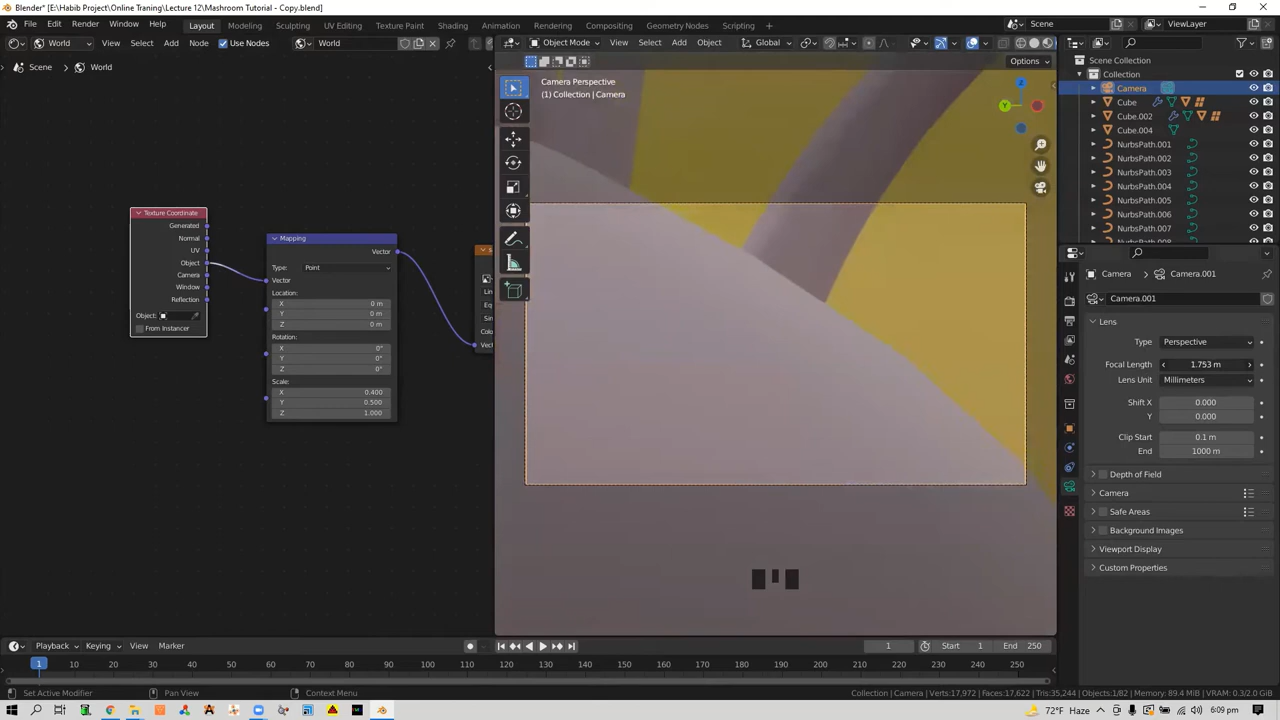 Blender* [E:\Habib Project\Online Traning\Lecture 12\Mashroom Tutorial - Copy.blend]
File Edit Render Window Help Layout Modeling Sculpting UV Editing Texture Paint Shading Animation Rendering Compositing Geometry Nodes Scripting Scene ViewLayer
World View Select Add Node Use Nodes World
Object Mode View Select Add Object Global
Scene World
Options
Scene Collection
Collection
Camera
Cube
Cube.002
Cube.004
NurbsPath.001
NurbsPath.002
NurbsPath.003
NurbsPath.004
NurbsPath.005
NurbsPath.006
NurbsPath.007
Camera Perspective
(1) Collection | Camera
Texture Coordinate
Generated
Normal
UV
Object
Camera
Window
Reflection
Object:
From Instancer
Mapping
Vector
Type: Point
Vector
Location:
X 0 m
Y 0 m
Z 0 m
Rotation:
X 0°
Y 0°
Z 0°
Scale:
X 0.400
Y 0.500
Z 1.000
Lin
Equ
Sin
Colo
Vect
Camera Camera.001
Camera.001
Lens
Type Perspective
Focal Length 1.753 m
Lens Unit Millimeters
Shift X 0.000
Y 0.000
Clip Start 0.1 m
End 1000 m
Depth of Field
Camera
Safe Areas
Background Images
Viewport Display
Custom Properties
Playback Keying View Marker 1 Start 1 End 250
1 10 20 30 40 50 60 70 80 90 100 110 120 130 140 150 160 170 180 190 200 210 220 230 240 250
Set Active Modifier Pan View Context Menu Collection | Camera | Verts:17,972 | Faces:17,622 | Tris:35,244 | Objects:1/82 | Memory: 89.4 MiB | VRAM: 0.3/2.0 GiB
72°F Haze 6:09 pm